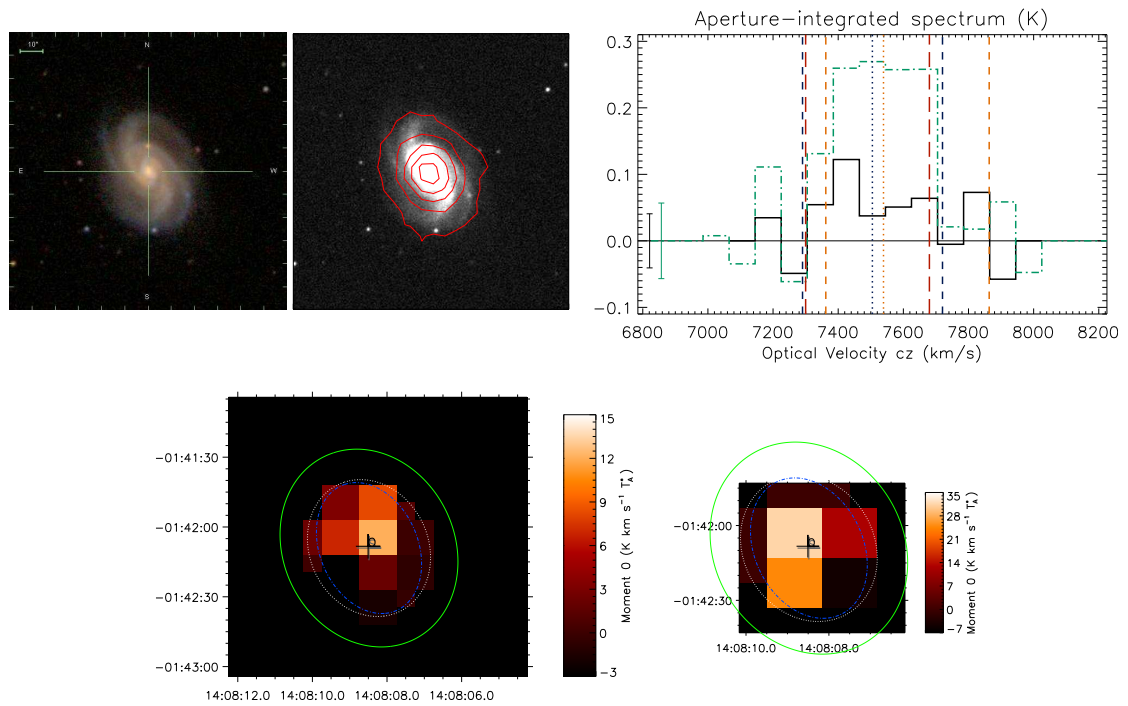 10"
N
E
W
S
Aperture-integrated spectrum (K)
0.3
0.2
0.1
0.0
-0.1
6800 7000 7200 7400 7600 7800 8000 8200
Optical Velocity cz (km/s)
-01:41:30
-01:42:00
-01:42:30
-01:43:00
14:08:12.0 14:08:10.0 14:08:08.0 14:08:06.0
15
12
9
6
3
0
-3
Moment 0 (K km s⁻¹ T*A)
b
-01:42:00
-01:42:30
14:08:10.0 14:08:08.0
35
28
21
14
7
0
-7
Moment 0 (K km s⁻¹ T*A)
b